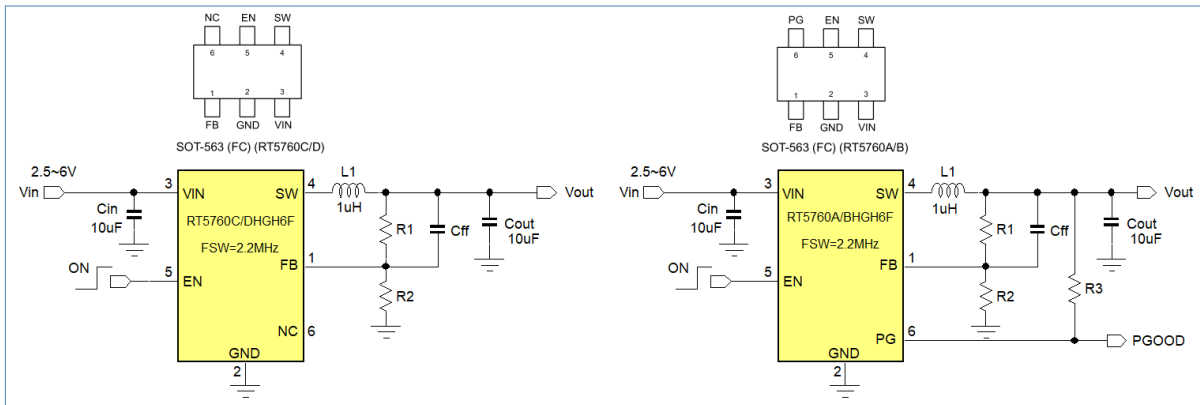 NC EN SW
6 5 4
1 2 3
FB GND VIN
SOT-563 (FC) (RT5760C/D)
2.5~6V
Vin
3
VIN
SW
4
L1
1uH
Vout
Cin
10uF
RT5760C/DHGH6F
FSW=2.2MHz
R1
Cff
Cout
10uF
FB
1
ON
5
EN
R2
NC
6
GND
2
PG EN SW
6 5 4
1 2 3
FB GND VIN
SOT-563 (FC) (RT5760A/B)
2.5~6V
Vin
3
VIN
SW
4
L1
1uH
Vout
Cin
10uF
RT5760A/BHGH6F
FSW=2.2MHz
R1
Cff
Cout
10uF
FB
1
ON
5
EN
R2
R3
PG
6
PGOOD
GND
2